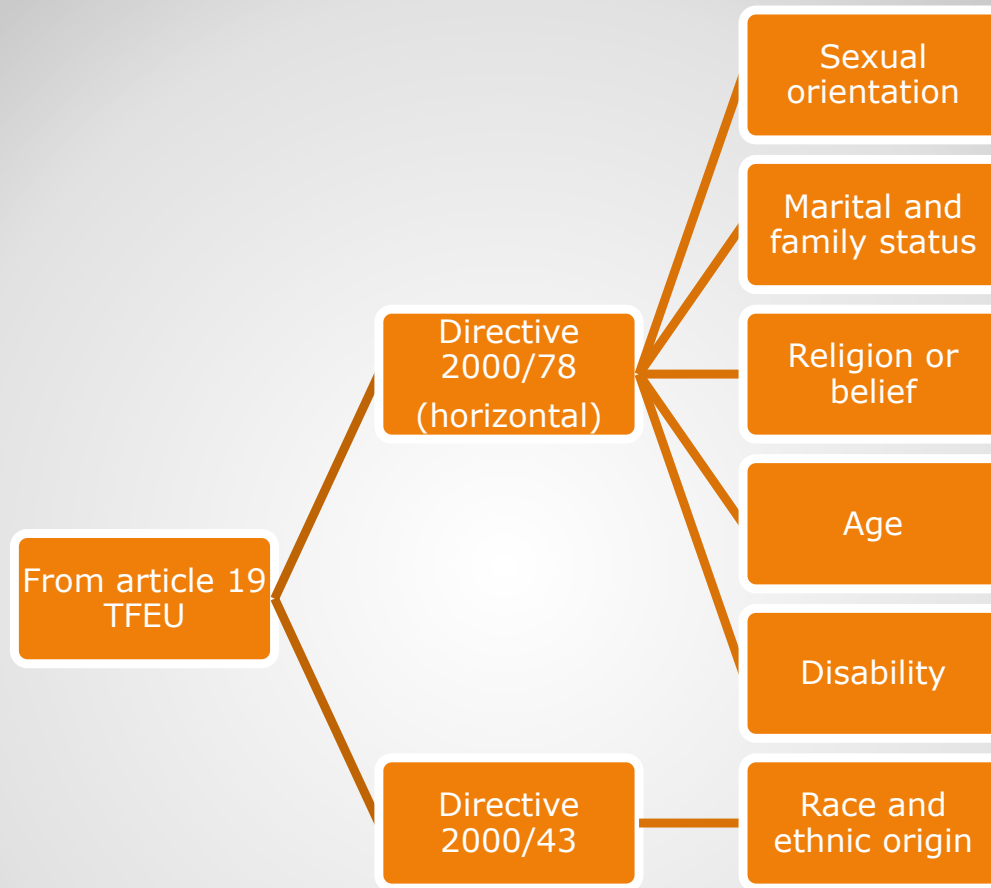 From article 19
TFEU
Directive
2000/78
(horizontal)
Directive
2000/43
Sexual
orientation
Marital and
family status
Religion or
belief
Age
Disability
Race and
ethnic origin